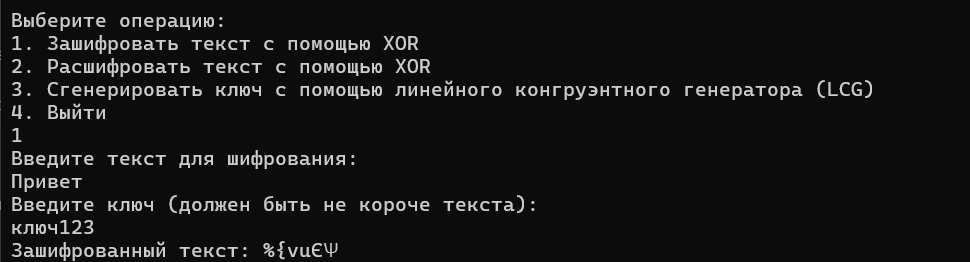 Выберите операцию:
1. Зашифровать текст с помощью XOR
2. Расшифровать текст с помощью XOR
3. Сгенерировать ключ с помощью линейного конгруэнтного генератора (LCG)
4. Выйти
1
Введите текст для шифрования:
Привет
Введите ключ (должен быть не короче текста):
ключ123
Зашифрованный текст: %{vuЄѰ